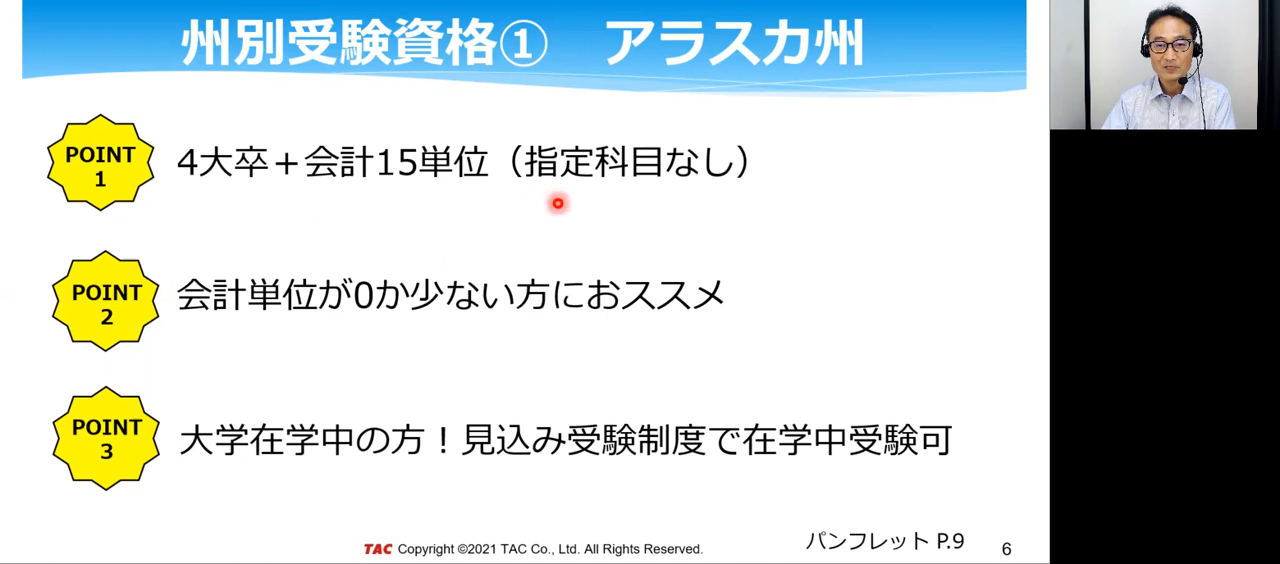 州別受験資格① アラスカ州
POINT
1
4大卒＋会計15単位（指定科目なし）
POINT
2
会計単位が0か少ない方におススメ
POINT
3
大学在学中の方！見込み受験制度で在学中受験可
パンフレット P.9
TAC Copyright ©2021 TAC Co., Ltd. All Rights Reserved.
6